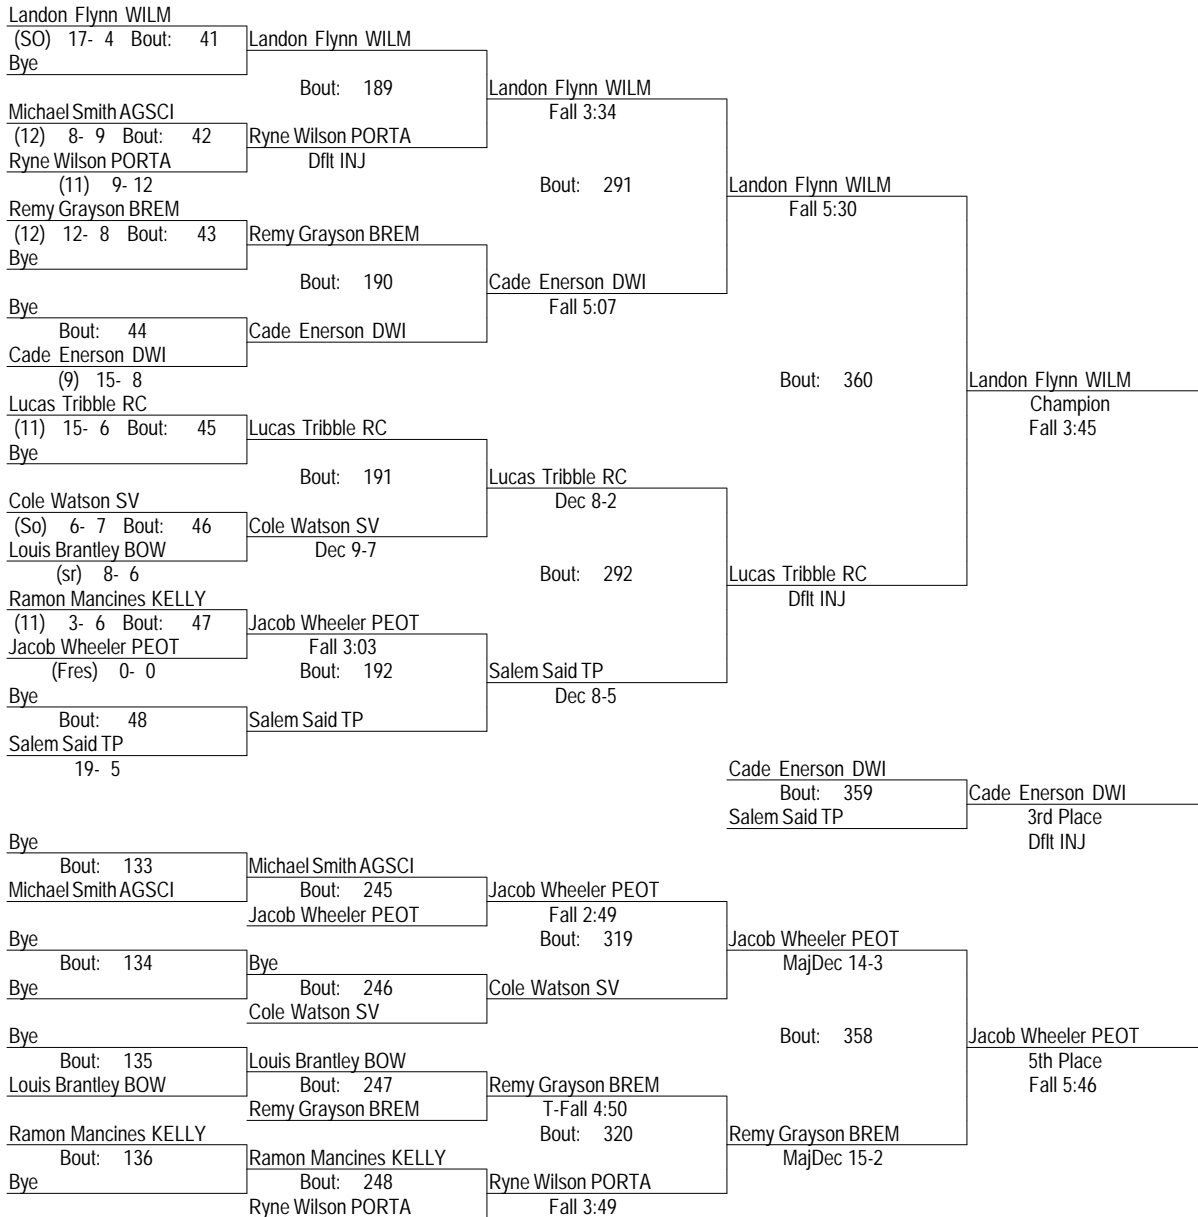 Landon Flynn WILM
(SO) 17- 4 Bout: 41
Bye
Landon Flynn WILM
Bout: 189
Michael Smith AGSCI
(12) 8- 9 Bout: 42
Ryne Wilson PORTA
(11) 9- 12
Ryne Wilson PORTA
Dflt INJ
Landon Flynn WILM
Fall 3:34
Bout: 291
Remy Grayson BREM
(12) 12- 8 Bout: 43
Bye
Remy Grayson BREM
Bout: 190
Bye
Bout: 44
Cade Enerson DWI
(9) 15- 8
Cade Enerson DWI
Cade Enerson DWI
Fall 5:07
Landon Flynn WILM
Fall 5:30
Bout: 360
Lucas Tribble RC
(11) 15- 6 Bout: 45
Bye
Lucas Tribble RC
Bout: 191
Cole Watson SV
(So) 6- 7 Bout: 46
Louis Brantley BOW
(sr) 8- 6
Cole Watson SV
Dec 9-7
Lucas Tribble RC
Dec 8-2
Bout: 292
Ramon Mancines KELLY
(11) 3- 6 Bout: 47
Jacob Wheeler PEOT
(Fres) 0- 0
Jacob Wheeler PEOT
Fall 3:03
Bout: 192
Bye
Bout: 48
Salem Said TP
19- 5
Salem Said TP
Salem Said TP
Dec 8-5
Lucas Tribble RC
Dflt INJ
Landon Flynn WILM
Champion
Fall 3:45
Cade Enerson DWI
Bout: 359
Salem Said TP
Cade Enerson DWI
3rd Place
Dflt INJ
Bye
Bout: 133
Michael Smith AGSCI
Michael Smith AGSCI
Bout: 245
Jacob Wheeler PEOT
Jacob Wheeler PEOT
Fall 2:49
Bout: 319
Bye
Bout: 134
Bye
Bye
Bout: 246
Cole Watson SV
Cole Watson SV
Jacob Wheeler PEOT
MajDec 14-3
Bout: 358
Bye
Bout: 135
Louis Brantley BOW
Louis Brantley BOW
Bout: 247
Remy Grayson BREM
Remy Grayson BREM
T-Fall 4:50
Bout: 320
Ramon Mancines KELLY
Bout: 136
Bye
Ramon Mancines KELLY
Bout: 248
Ryne Wilson PORTA
Ryne Wilson PORTA
Fall 3:49
Remy Grayson BREM
MajDec 15-2
Jacob Wheeler PEOT
5th Place
Fall 5:46